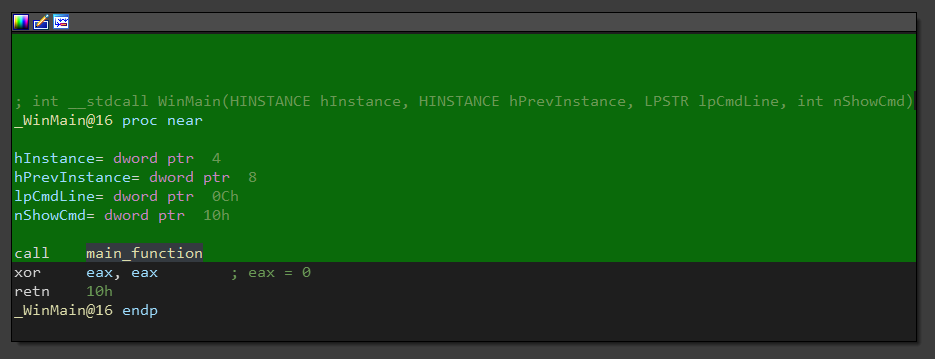 ; int __stdcall WinMain(HINSTANCE hInstance, HINSTANCE hPrevInstance, LPSTR lpCmdLine, int nShowCmd)
_WinMain@16 proc near
hInstance= dword ptr  4
hPrevInstance= dword ptr  8
lpCmdLine= dword ptr  0Ch
nShowCmd= dword ptr  10h
call    main_function
xor     eax, eax        ; eax = 0
retn    10h
_WinMain@16 endp